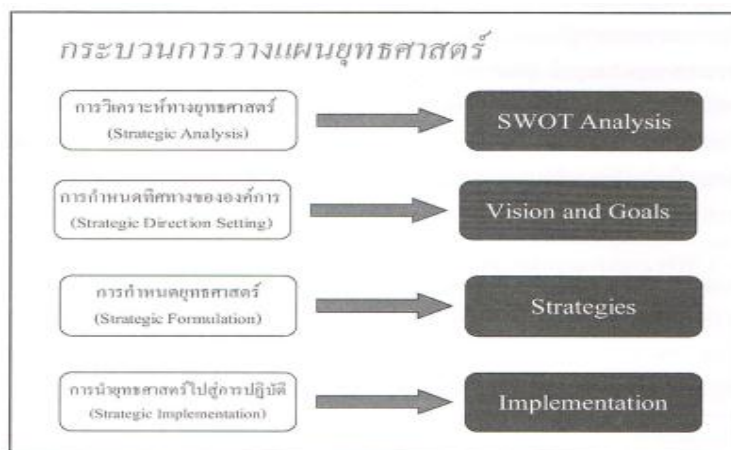 กระบวนการวางแผนยุทธศาสตร์
การวิเคราะห์ทางยุทธศาสตร์
(Strategic Analysis)
SWOT Analysis
การกำหนดทิศทางขององค์การ
(Strategic Direction Setting)
Vision and Goals
การกำหนดยุทธศาสตร์
(Strategic Formulation)
Strategies
การนำยุทธศาสตร์ไปสู่การปฏิบัติ
(Strategic Implementation)
Implementation